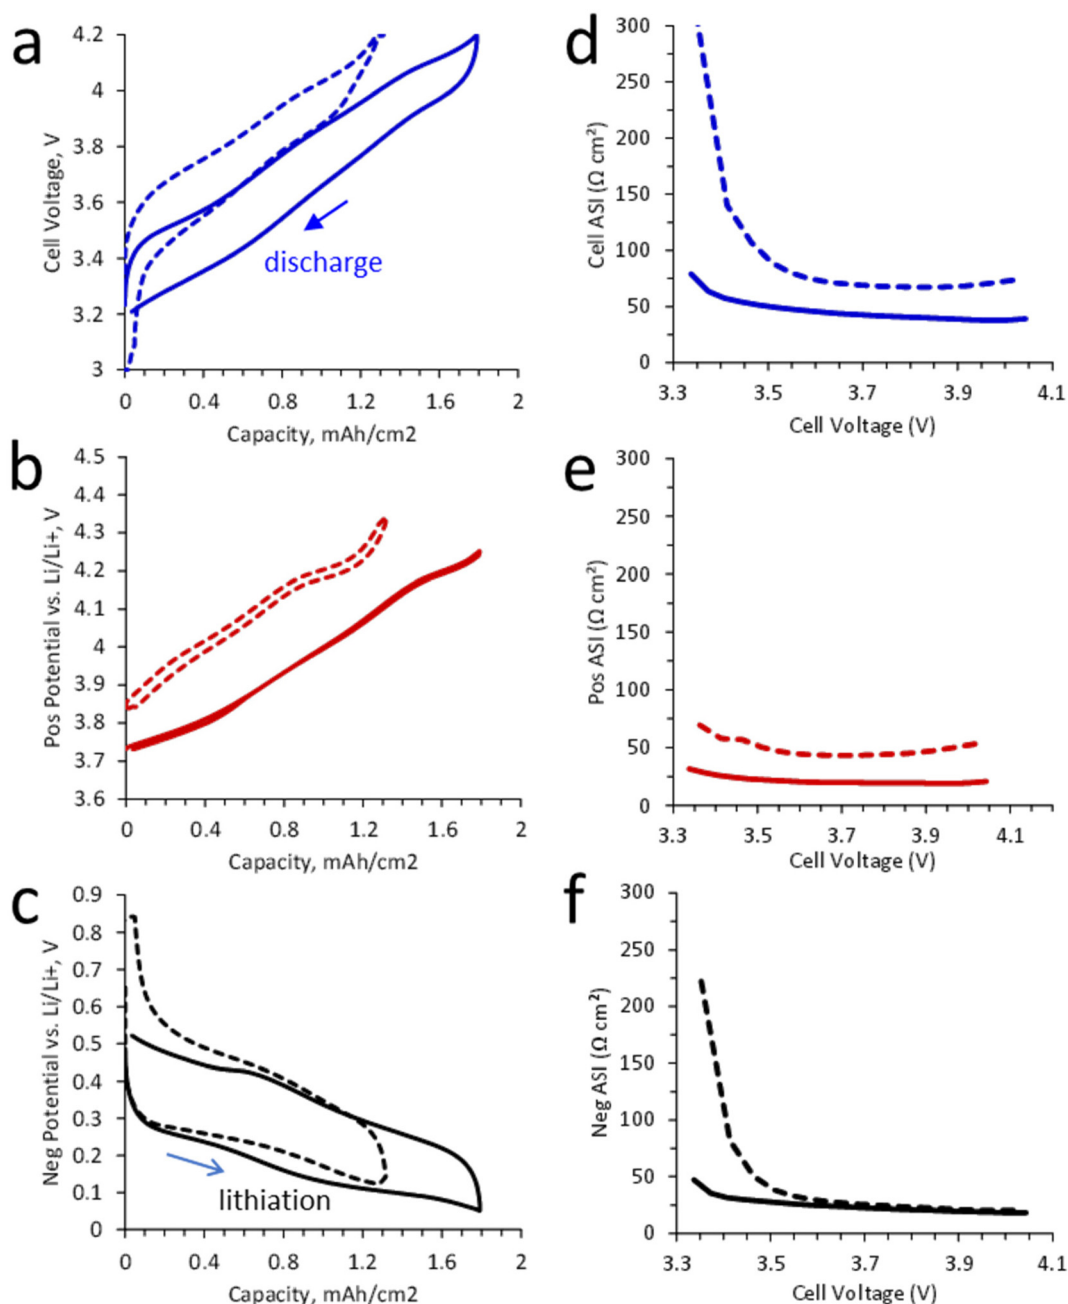 a
4.2
4
3.8
3.6
3.4
3.2
3
Cell Voltage, V
discharge
0 0.4 0.8 1.2 1.6 2
Capacity, mAh/cm2
d
300
250
200
150
100
50
0
Cell ASI (Ω cm²)
3.3 3.5 3.7 3.9 4.1
Cell Voltage (V)
b
4.5
4.4
4.3
4.2
4.1
4
3.9
3.8
3.7
3.6
Pos Potential vs. Li/Li+, V
0 0.4 0.8 1.2 1.6 2
Capacity, mAh/cm2
e
300
250
200
150
100
50
0
Pos ASI (Ω cm²)
3.3 3.5 3.7 3.9 4.1
Cell Voltage (V)
c
0.9
0.8
0.7
0.6
0.5
0.4
0.3
0.2
0.1
0
Neg Potential vs. Li/Li+, V
lithiation
0 0.4 0.8 1.2 1.6 2
Capacity, mAh/cm2
f
300
250
200
150
100
50
0
Neg ASI (Ω cm²)
3.3 3.5 3.7 3.9 4.1
Cell Voltage (V)